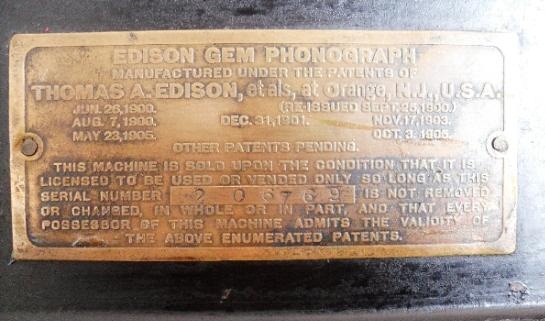 EDISON GEM PHONOGRAPH
MANUFACTURED UNDER THE PATENTS OF
THOMAS A. EDISON, et als, at Orange, N.J., U.S.A.
JUN. 26, 1900. (RE-ISSUED SEPT. 25, 1900.)
AUG. 7, 1900. DEC. 31, 1901. NOV. 17, 1903.
MAY 23, 1905. OCT. 3, 1905.
OTHER PATENTS PENDING.
THIS MACHINE IS SOLD UPON THE CONDITION THAT IT IS
LICENSED TO BE USED OR VENDED ONLY SO LONG AS THIS
SERIAL NUMBER 206769 IS NOT REMOVED
OR CHANGED, IN WHOLE OR IN PART, AND THAT EVERY
POSSESSOR OF THIS MACHINE ADMITS THE VALIDITY OF
THE ABOVE ENUMERATED PATENTS.